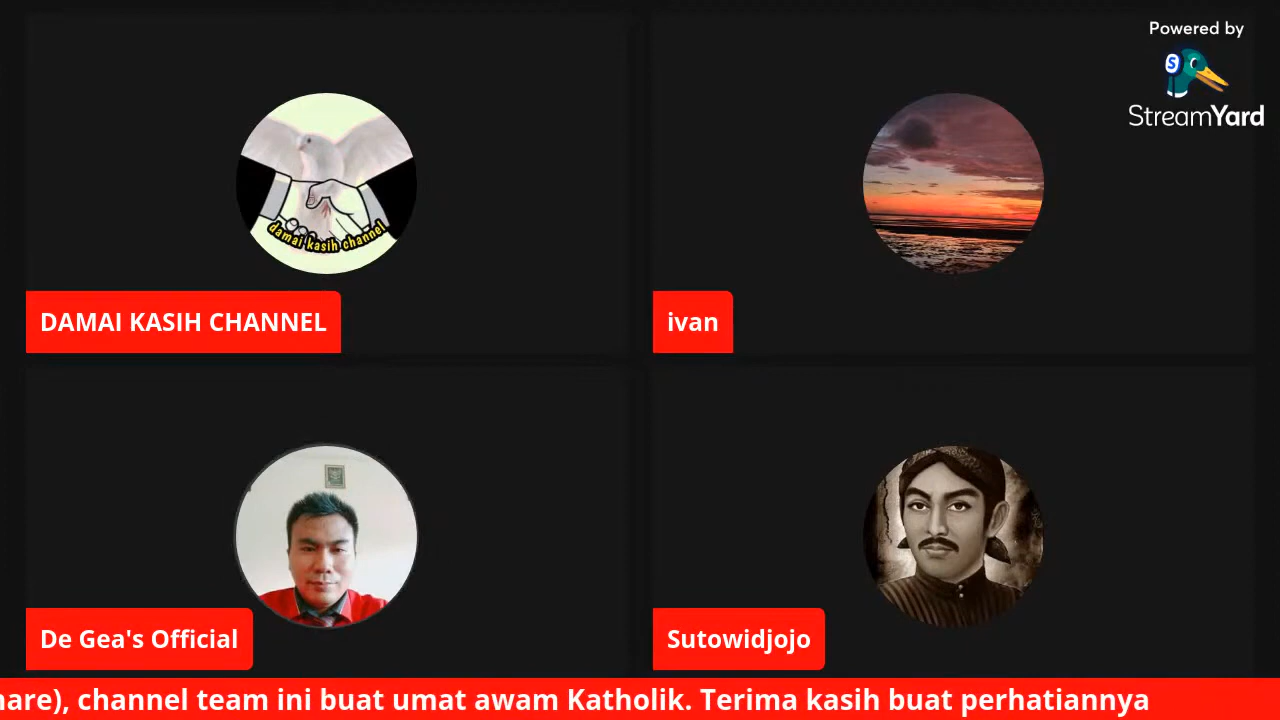 Powered by
S
StreamYard
damai kasih channel
DAMAI KASIH CHANNEL
ivan
De Gea's Official
Sutowidjojo
are), channel team ini buat umat awam Katholik. Terima kasih buat perhatiannya